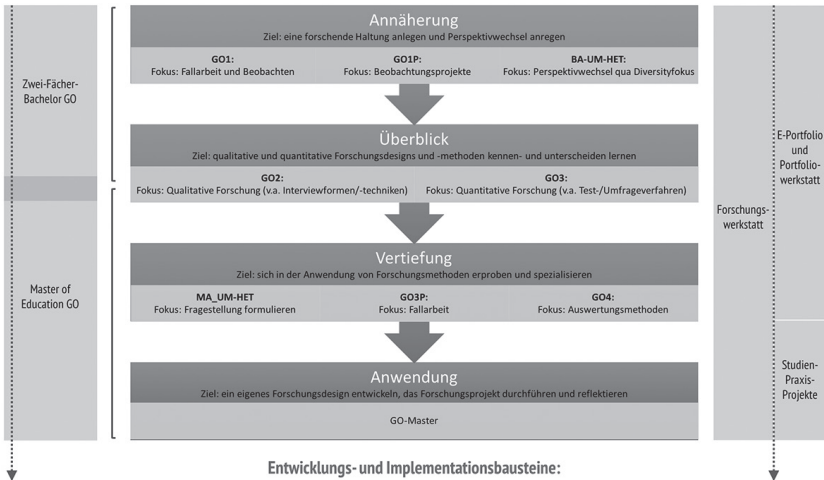 Annäherung
Ziel: eine forschende Haltung anlegen und Perspektivwechsel anregen
GO1:
Fokus: Fallarbeit und Beobachten
GO1P:
Fokus: Beobachtungsprojekte
BA-UM-HET:
Fokus: Perspektivwechsel qua Diversityfokus
Zwei-Fächer-
Bachelor GO
Überblick
Ziel: qualitative und quantitative Forschungsdesigns und -methoden kennen- und unterscheiden lernen
GO2:
Fokus: Qualitative Forschung (v.a. Interviewformen/-techniken)
GO3:
Fokus: Quantitative Forschung (v.a. Test-/Umfrageverfahren)
Vertiefung
Ziel: sich in der Anwendung von Forschungsmethoden erproben und spezialisieren
MA_UM-HET
Fokus: Fragestellung formulieren
GO3P:
Fokus: Fallarbeit
GO4:
Fokus: Auswertungsmethoden
Master of
Education GO
Anwendung
Ziel: ein eigenes Forschungsdesign entwickeln, das Forschungsprojekt durchführen und reflektieren
GO-Master
Forschungs-
werkstatt
E-Portfolio
und
Portfolio-
werkstatt
Studien-
Praxis-
Projekte
Entwicklungs- und Implementationsbausteine: